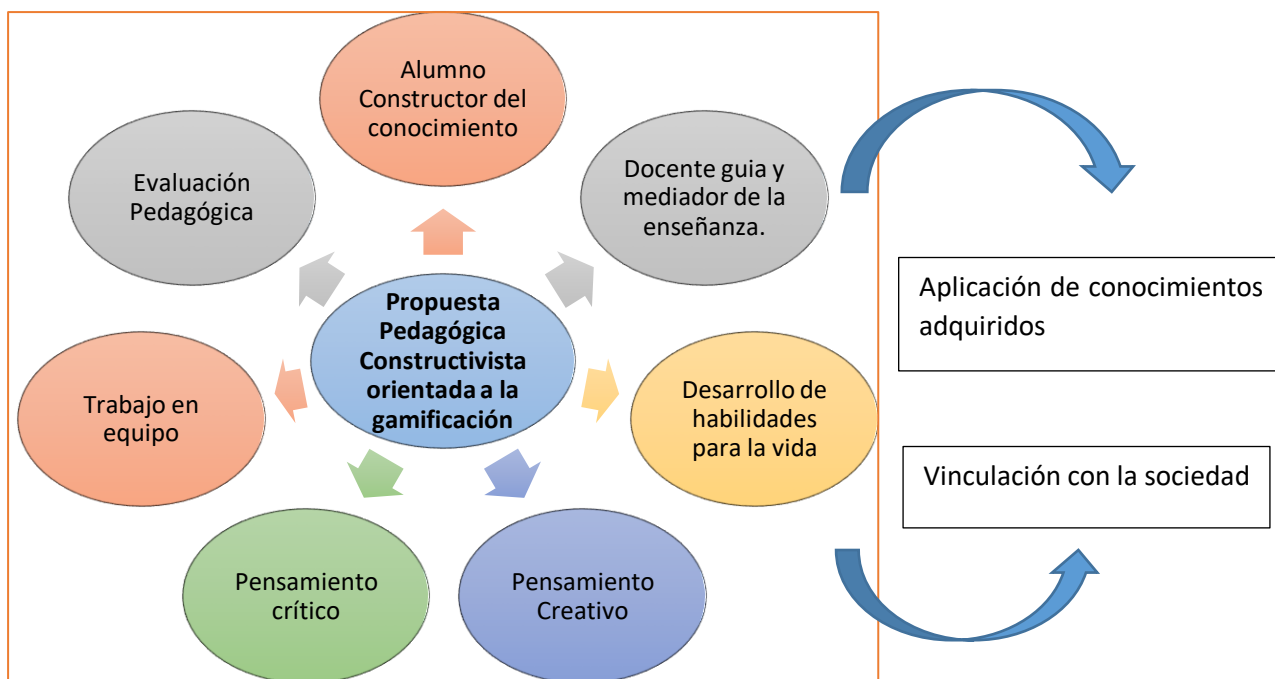 Alumno
Constructor del
conocimiento
Docente guia y
mediador de la
enseñanza.
Desarrollo de
habilidades
para la vida
Pensamiento
Creativo
Pensamiento
crítico
Trabajo en
equipo
Evaluación
Pedagógica
Propuesta
Pedagógica
Constructivista
orientada a la
gamificación
Aplicación de conocimientos
adquiridos
Vinculación con la sociedad